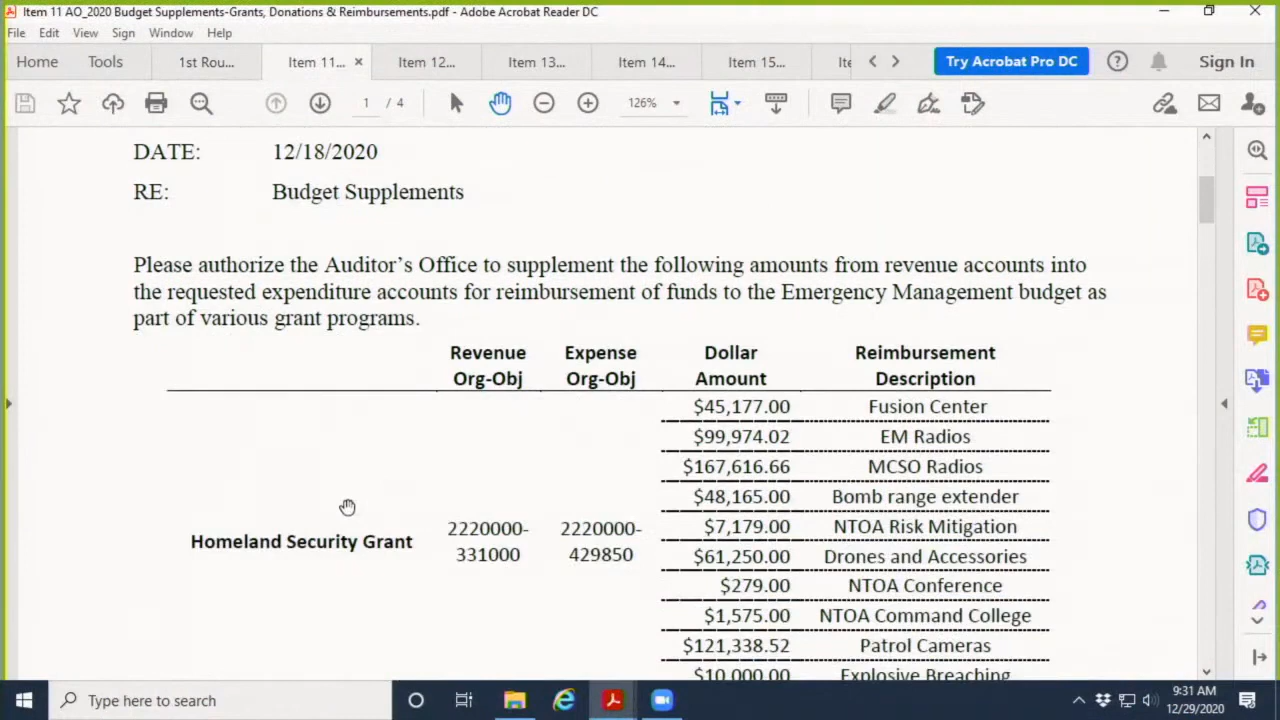 Item 11 AO_2020 Budget Supplements-Grants, Donations & Reimbursements.pdf - Adobe Acrobat Reader DC
File Edit View Sign Window Help
Home Tools 1st Rou... Item 11... Item 12... Item 13... Item 14... Item 15... Ite Try Acrobat Pro DC Sign In
1 / 4 126%
DATE: 12/18/2020
RE: Budget Supplements
Please authorize the Auditor's Office to supplement the following amounts from revenue accounts into
the requested expenditure accounts for reimbursement of funds to the Emergency Management budget as
part of various grant programs.
Revenue Expense Dollar Reimbursement
Org-Obj Org-Obj Amount Description
$45,177.00 Fusion Center
$99,974.02 EM Radios
$167,616.66 MCSO Radios
$48,165.00 Bomb range extender
$7,179.00 NTOA Risk Mitigation
Homeland Security Grant 2220000- 2220000-
331000 429850
$61,250.00 Drones and Accessories
$279.00 NTOA Conference
$1,575.00 NTOA Command College
$121,338.52 Patrol Cameras
$10,000.00 Explosive Breaching
Type here to search
9:31 AM
12/29/2020